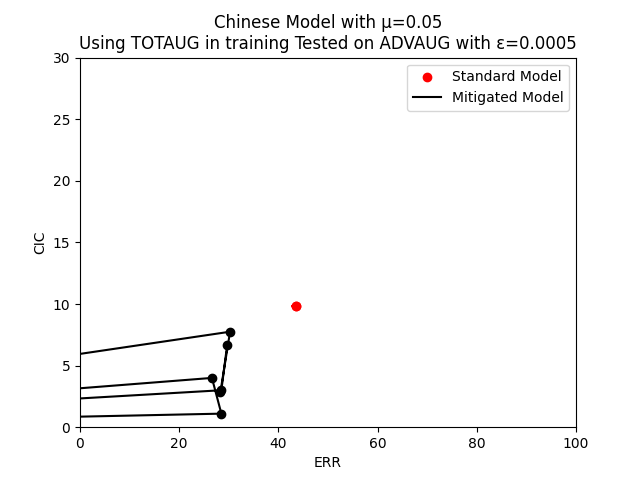 Chinese Model with μ=0.05
Using TOTAUG in training Tested on ADVAUG with ε=0.0005
Standard Model
Mitigated Model
30
25
20
15
10
5
0
CIC
0 20 40 60 80 100
ERR